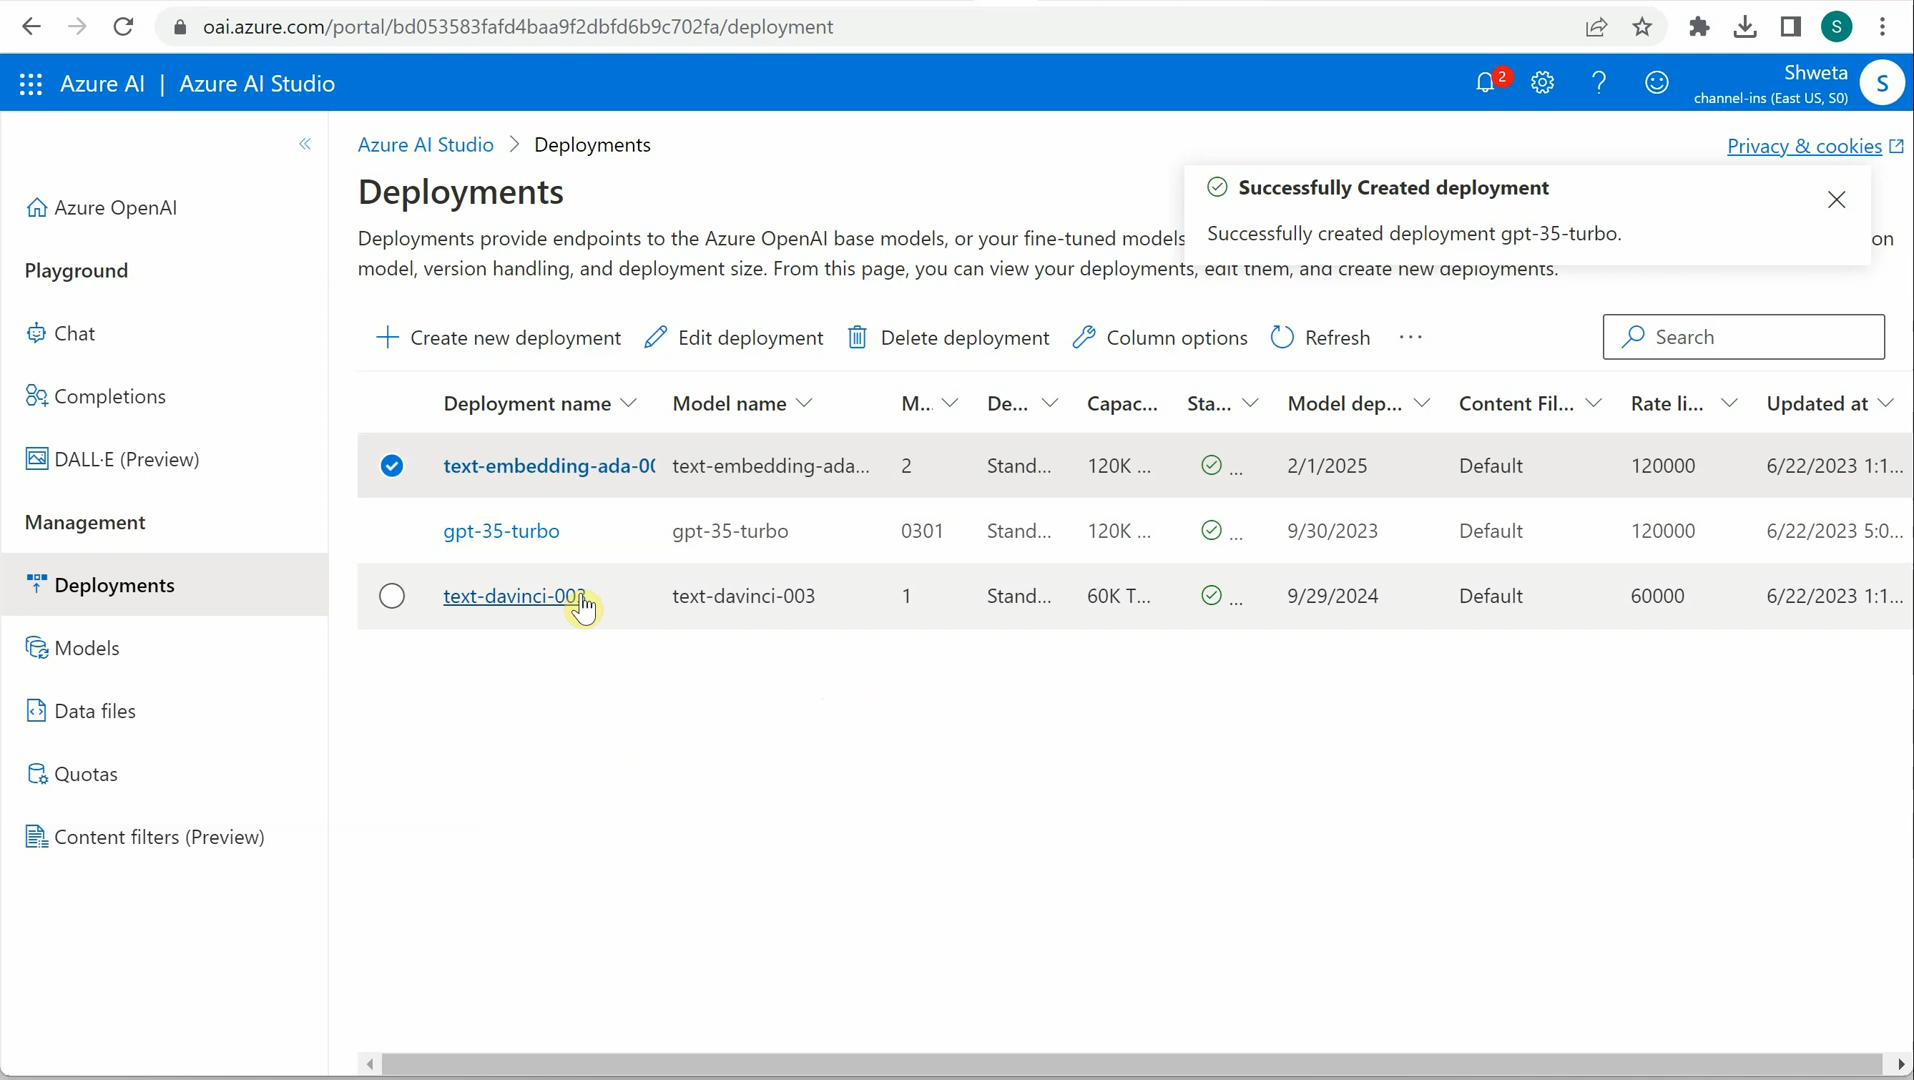 oai.azure.com/portal/bd053583fafd4baa9f2dbfd6b9c702fa/deployment
S
Azure AI | Azure AI Studio
2
Shweta
channel-ins (East US, S0)
S
Azure OpenAI
Playground
Chat
Completions
DALL·E (Preview)
Management
Deployments
Models
Data files
Quotas
Content filters (Preview)
Azure AI Studio > Deployments
Privacy & cookies
Deployments
Deployments provide endpoints to the Azure OpenAI base models, or your fine-tuned models on
model, version handling, and deployment size. From this page, you can view your deployments, edit them, and create new deployments.
Successfully Created deployment
Successfully created deployment gpt-35-turbo.
Create new deployment Edit deployment Delete deployment Column options Refresh ... Search
Deployment name Model name M... De... Capac... Sta... Model dep... Content Fil... Rate li... Updated at
text-embedding-ada-00 text-embedding-ada... 2 Stand... 120K ... ... 2/1/2025 Default 120000 6/22/2023 1:1...
gpt-35-turbo gpt-35-turbo 0301 Stand... 120K ... ... 9/30/2023 Default 120000 6/22/2023 5:0...
text-davinci-003 text-davinci-003 1 Stand... 60K T... ... 9/29/2024 Default 60000 6/22/2023 1:1...